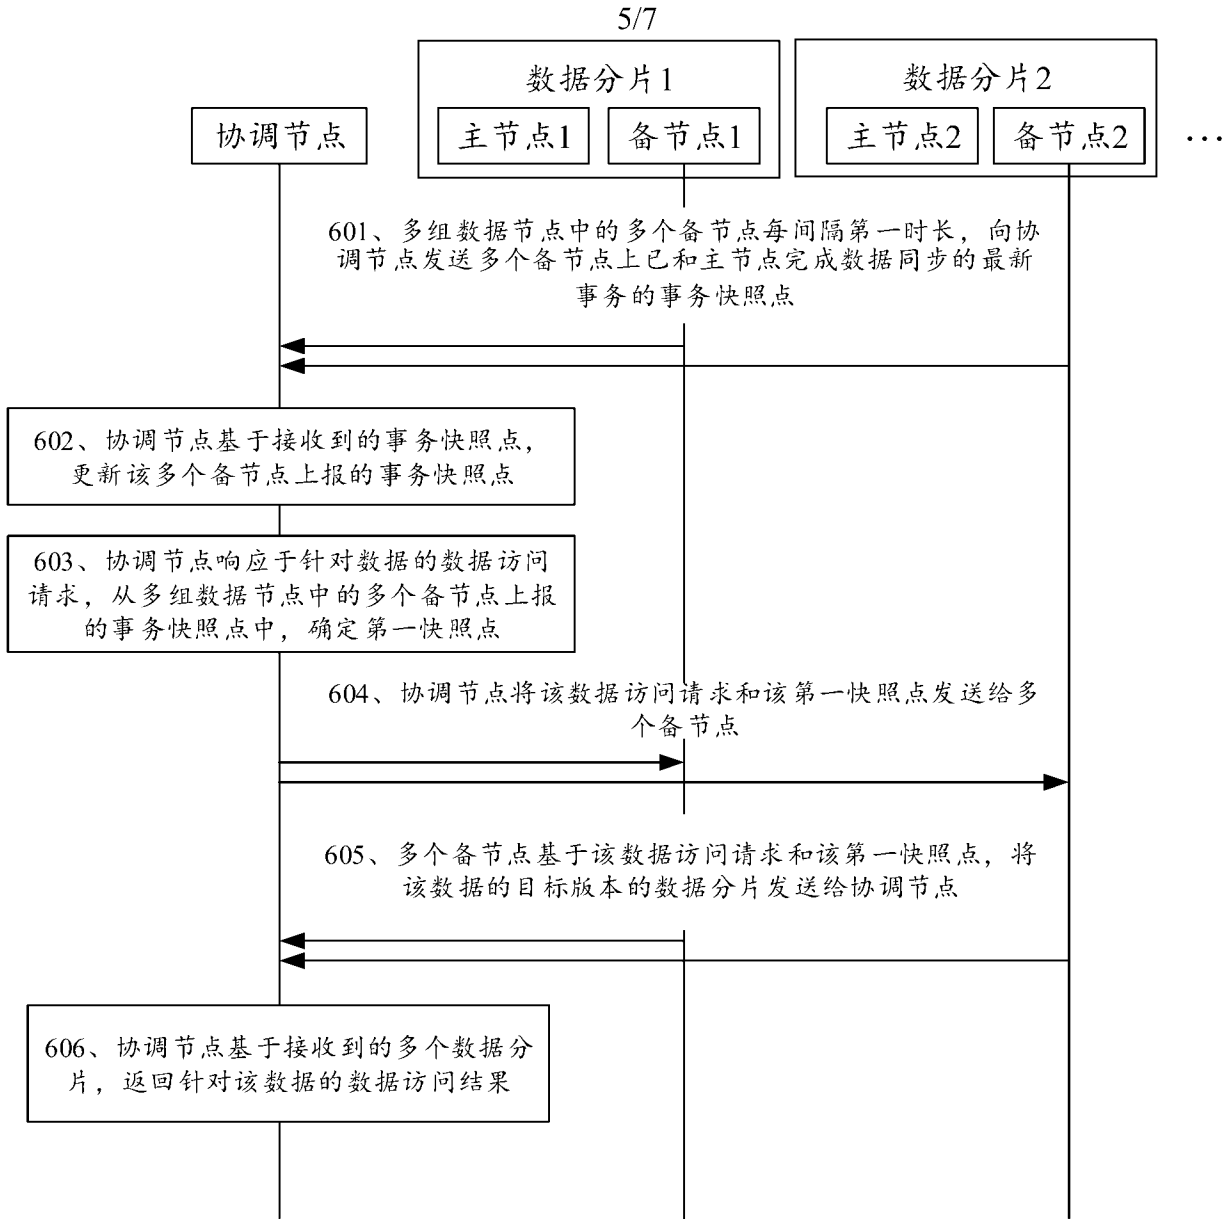 5/7
数据分片1
数据分片2
协调节点
主节点1
备节点1
主节点2
备节点2
...
601、多组数据节点中的多个备节点每间隔第一时长，向协
调节点发送多个备节点上已和主节点完成数据同步的最新
事务的事务快照点
602、协调节点基于接收到的事务快照点，
更新该多个备节点上报的事务快照点
603、协调节点响应于针对数据的数据访问
请求，从多组数据节点中的多个备节点上报
的事务快照点中，确定第一快照点
604、协调节点将该数据访问请求和该第一快照点发送给多
个备节点
605、多个备节点基于该数据访问请求和该第一快照点，将
该数据的目标版本的数据分片发送给协调节点
606、协调节点基于接收到的多个数据分
片，返回针对该数据的数据访问结果